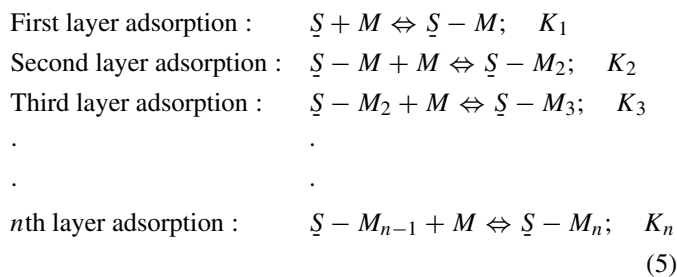 First layer adsorption : S̲ + M ⇔ S̲ − M; K₁
Second layer adsorption : S̲ − M + M ⇔ S̲ − M₂; K₂
Third layer adsorption : S̲ − M₂ + M ⇔ S̲ − M₃; K₃
. .
. .
nth layer adsorption : S̲ − Mₙ₋₁ + M ⇔ S̲ − Mₙ; Kₙ
(5)